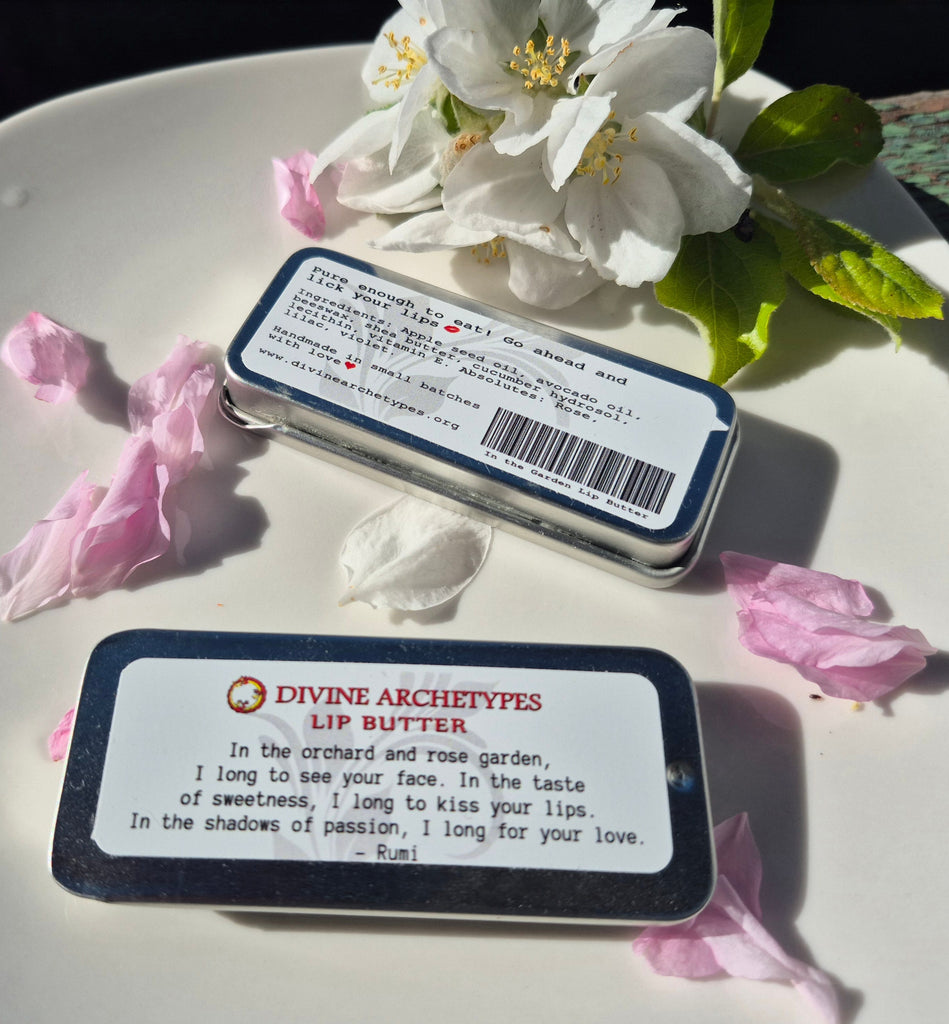 Pure enough to eat! Go ahead and
lick your lips
Ingredients: Apple seed oil, avocado oil,
beeswax, shea butter, cucumber hydrosol,
lecithin, vitamin E. Absolutes: Rose,
lilac, violet.
Handmade in small batches
with love
www.divinearchetypes.org
In the Garden Lip Butter
DIVINE ARCHETYPES
LIP BUTTER
In the orchard and rose garden,
I long to see your face. In the taste
of sweetness, I long to kiss your lips.
In the shadows of passion, I long for your love.
- Rumi